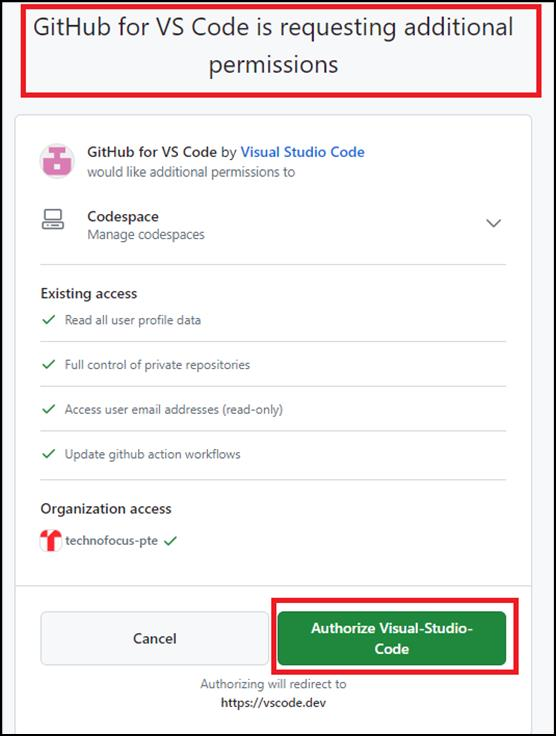 GitHub for VS Code is requesting additional
permissions
GitHub for VS Code by Visual Studio Code
would like additional permissions to
Codespace
Manage codespaces
Existing access
Read all user profile data
Full control of private repositories
Access user email addresses (read-only)
Update github action workflows
Organization access
technofocus-pte
Cancel
Authorize Visual-Studio-
Code
Authorizing will redirect to
https://vscode.dev